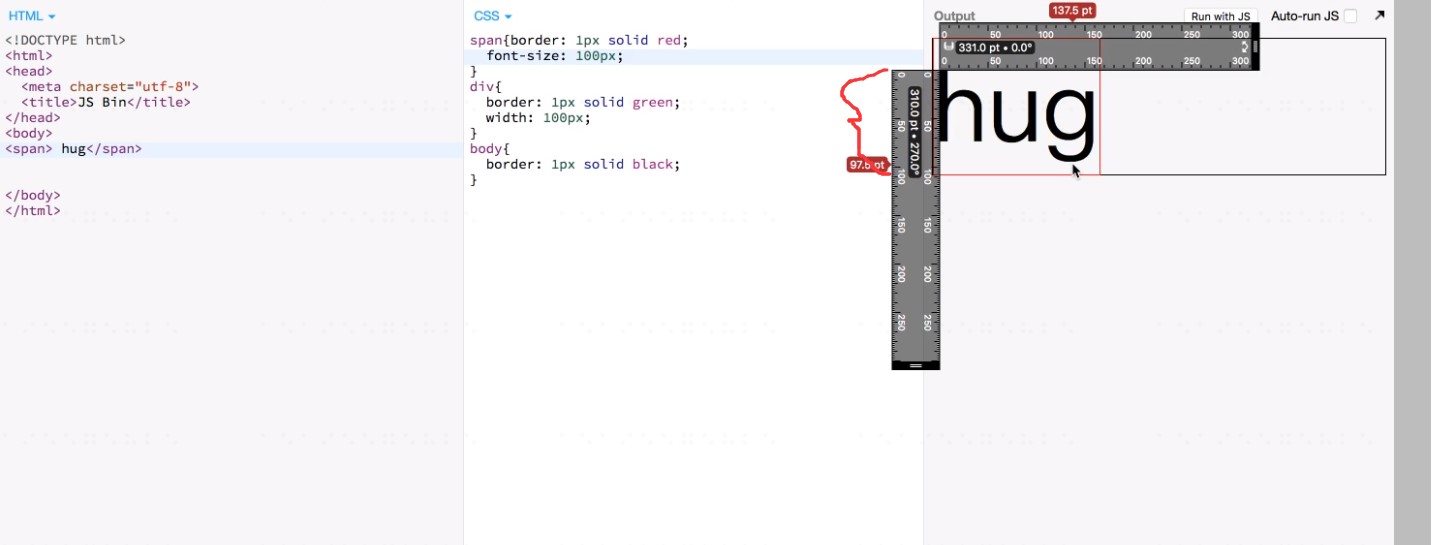 HTML
<!DOCTYPE html>
<html>
<head>
  <meta charset="utf-8">
  <title>JS Bin</title>
</head>
<body>
<span> hug</span>
</body>
</html>
CSS
span{border: 1px solid red;
  font-size: 100px;
}
div{
  border: 1px solid green;
  width: 100px;
}
body{
  border: 1px solid black;
}
Output
137.5 pt
Run with JS
Auto-run JS
0 50 100 150 200 250 300
331.0 pt • 0.0°
0 50 100 150 200 250 300
0 50 100 150 200 250
310.0 pt • 270.0°
0 50 100 150 200 250
97.5 pt
hug